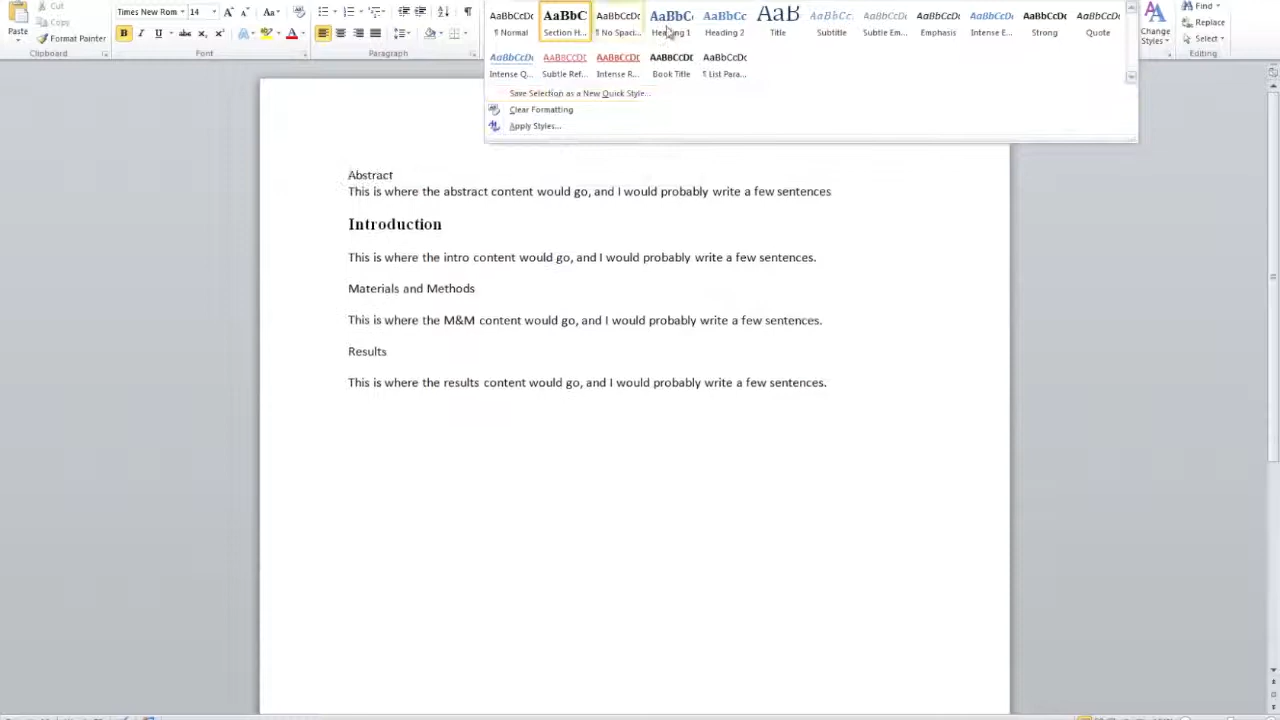 Cut
Paste
Copy
Format Painter
Clipboard
Times New Rom
14
Font
AaBbCcDc
¶ Normal
AaBbC
Section H...
AaBbCcDc
¶ No Spaci...
AaBbC
Heading 1
AaBbCc
Heading 2
AaB
Title
AaBbCc.
Subtitle
AaBbCcDc
Subtle Em...
AaBbCcDc
Emphasis
AaBbCcDc
Intense E...
AaBbCcDc
Strong
AaBbCcDc
Quote
AaBbCcDc
Intense Q...
AABBCCDC
Subtle Ref...
AABBCCDC
Intense R...
AABBCCDC
Book Title
AaBbCcDc
¶ List Para...
Save Selection as a New Quick Style...
Clear Formatting
Apply Styles...
Change
Styles
Find
Replace
Select
Editing
Abstract
This is where the abstract content would go, and I would probably write a few sentences
Introduction
This is where the intro content would go, and I would probably write a few sentences.
Materials and Methods
This is where the M&M content would go, and I would probably write a few sentences.
Results
This is where the results content would go, and I would probably write a few sentences.